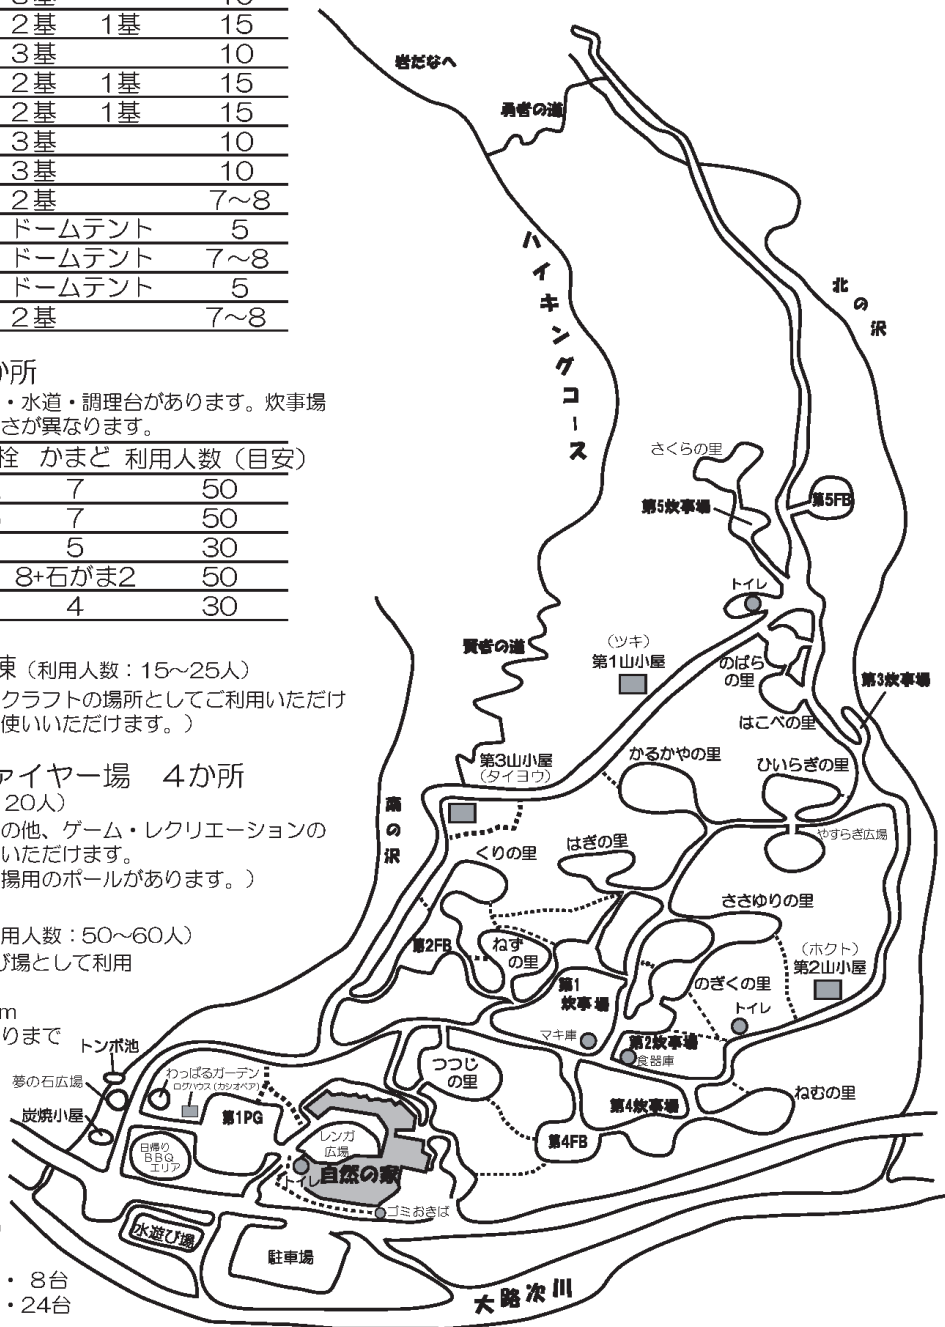 2基 1基 15
3基 10
2基 1基 15
2基 1基 15
3基 10
3基 10
2基 7〜8
ドームテント 5
ドームテント 7〜8
ドームテント 5
2基 7〜8
か所
・水道・調理台があります。炊事場
さが異なります。
栓 かまど 利用人数(目安)
7 50
7 50
5 30
8+石がま2 50
4 30
棟(利用人数:15〜25人)
クラフトの場所としてご利用いただけ
使いいただけます。)
ァイヤー場 4か所
20人)
の他、ゲーム・レクリエーションの
いただけます。
揚用のポールがあります。)
用人数:50〜60人)
び場として利用
m
りまで
・ 8台
・24台
岩だなへ
勇者の道
ハイキングコース
北の沢
さくらの里
第5炊事場
第5FB
トイレ
賢者の道
(ツキ)
第1山小屋
のばら
の里
第3炊事場
はこべの里
第3山小屋
(タイヨウ)
かるかやの里
ひいらぎの里
南の沢
やすらぎ広場
くりの里
はぎの里
ささゆりの里
第2FB
ねず
の里
(ホクト)
第2山小屋
第1
炊事場
のぎくの里
トイレ
マキ庫
第2炊事場
食器庫
トンボ池
夢の石広場
わっぱるガーデン
ログハウス(カシオペア)
つつじ
の里
ねむの里
炭焼小屋
第1PG
第4炊事場
日帰り
BBQ
エリア
レンガ
広場
第4FB
自然の家
トイレ
ゴミおきば
水遊び場
駐車場
大路次川